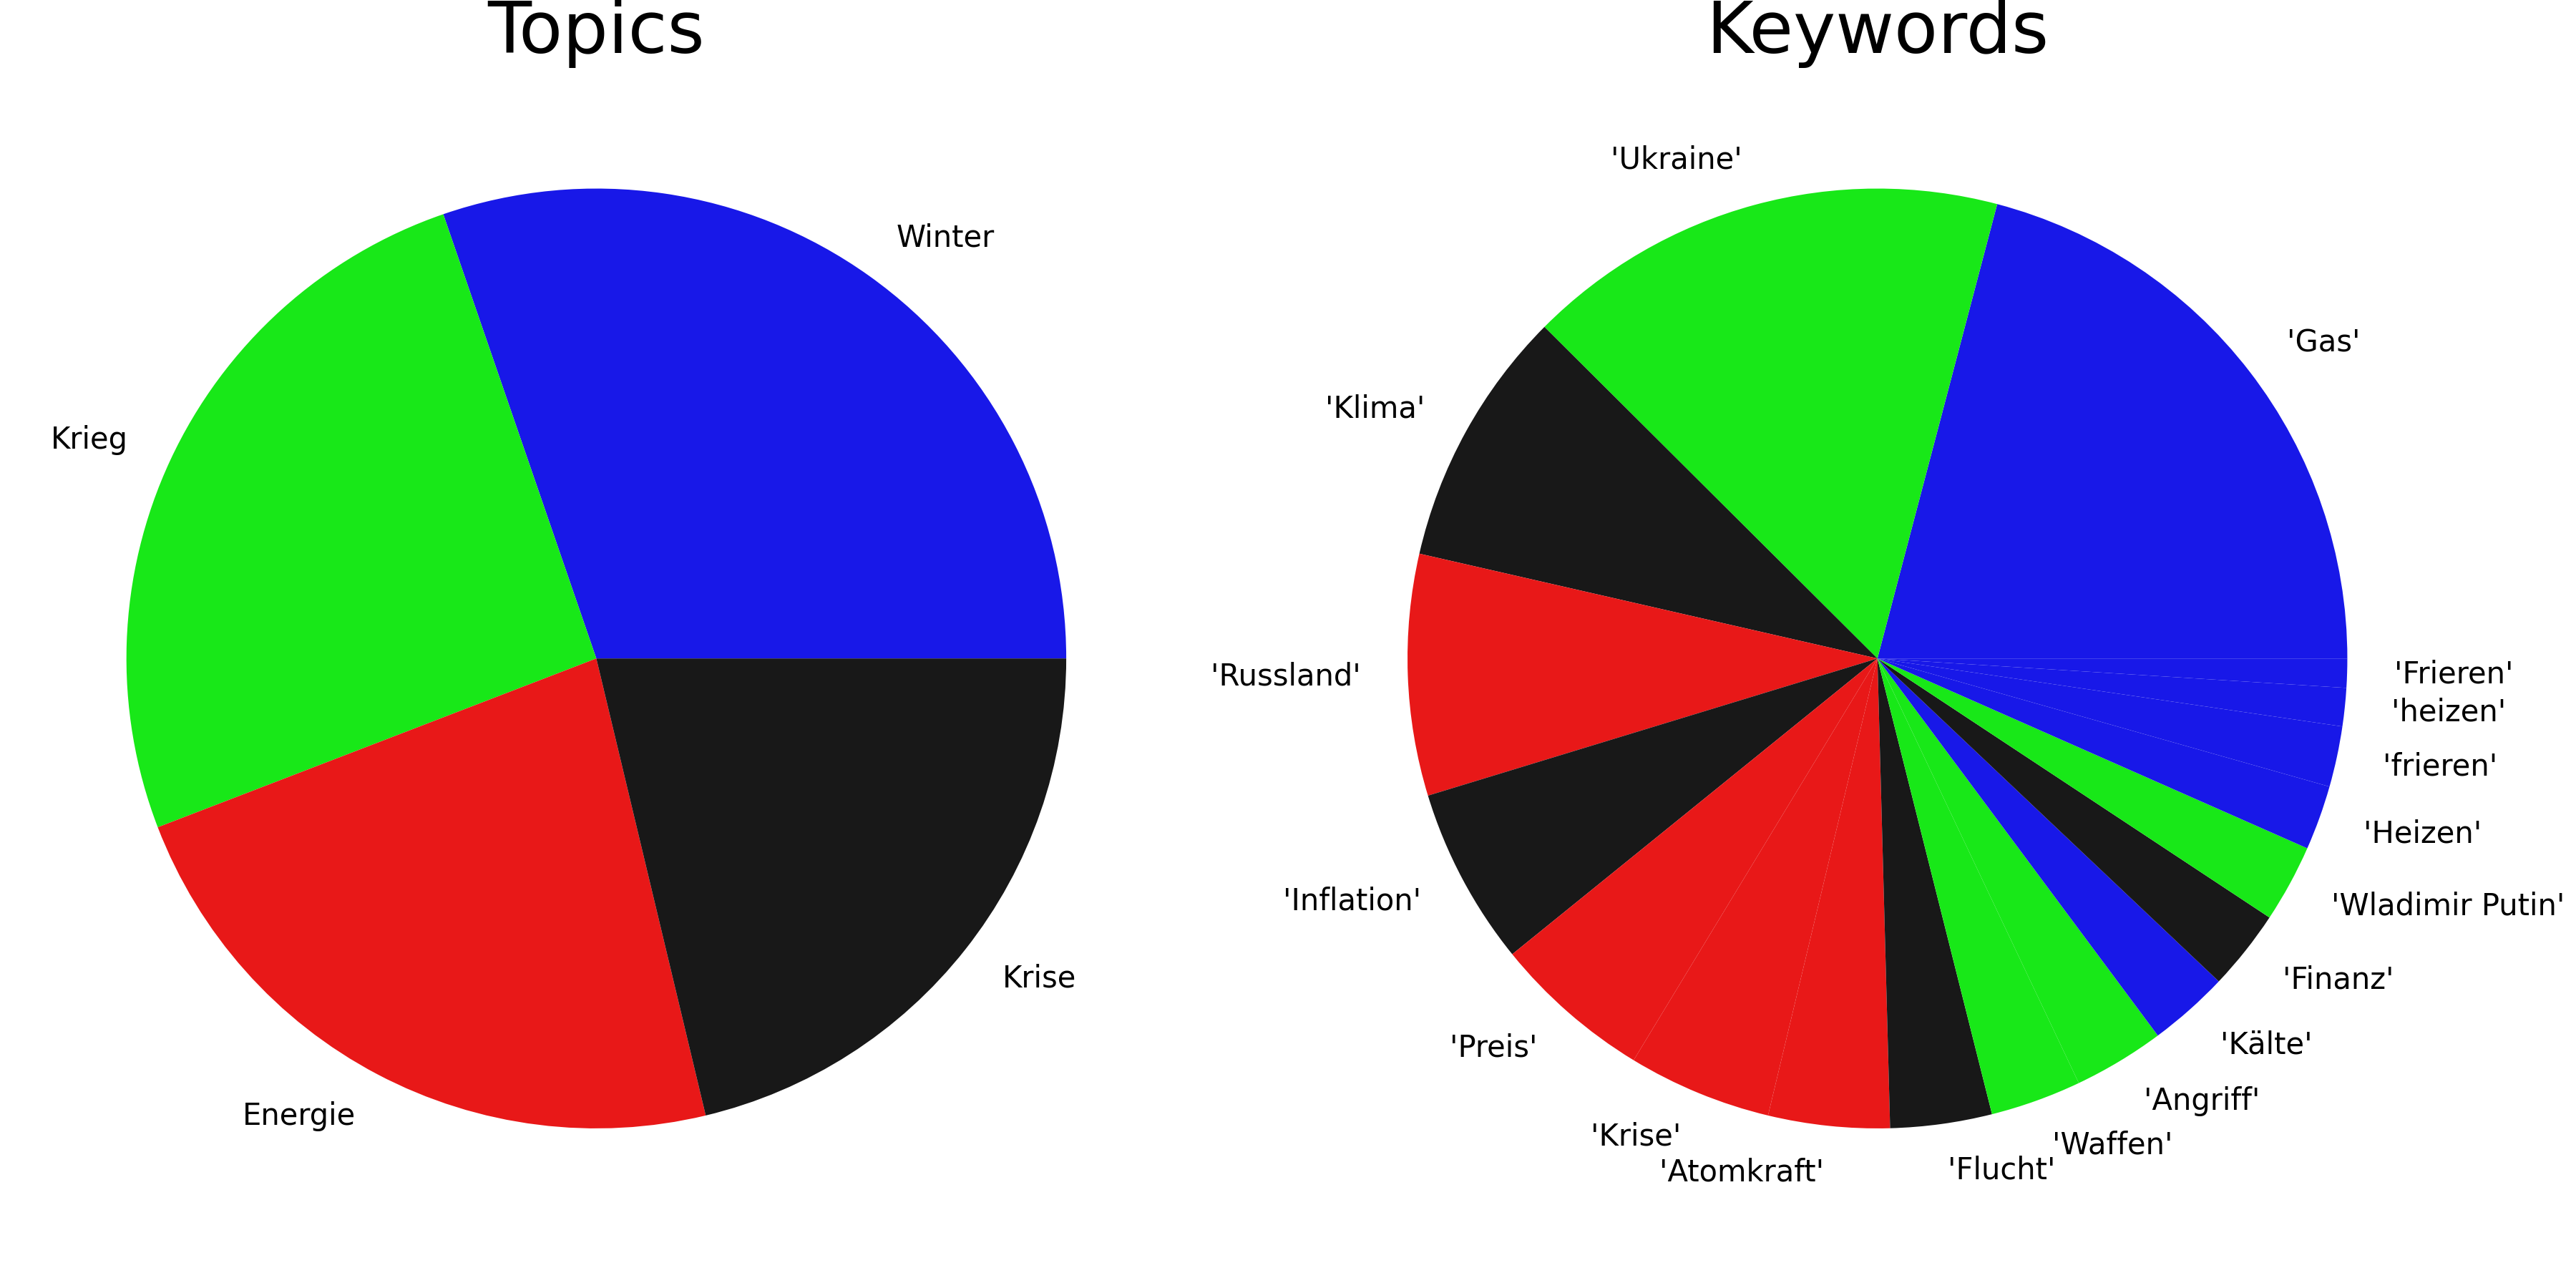 Topics
Winter
Krieg
Energie
Krise
Keywords
'Ukraine'
'Gas'
'Klima'
'Russland'
'Inflation'
'Preis'
'Krise'
'Atomkraft'
'Flucht'
'Waffen'
'Angriff'
'Kälte'
'Finanz'
'Wladimir Putin'
'Heizen'
'frieren'
'heizen'
'Frieren'